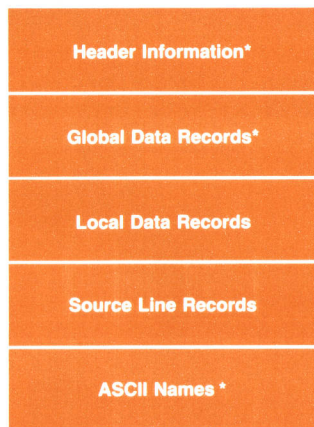 Header Information*
Global Data Records*
Local Data Records
Source Line Records
ASCII Names *